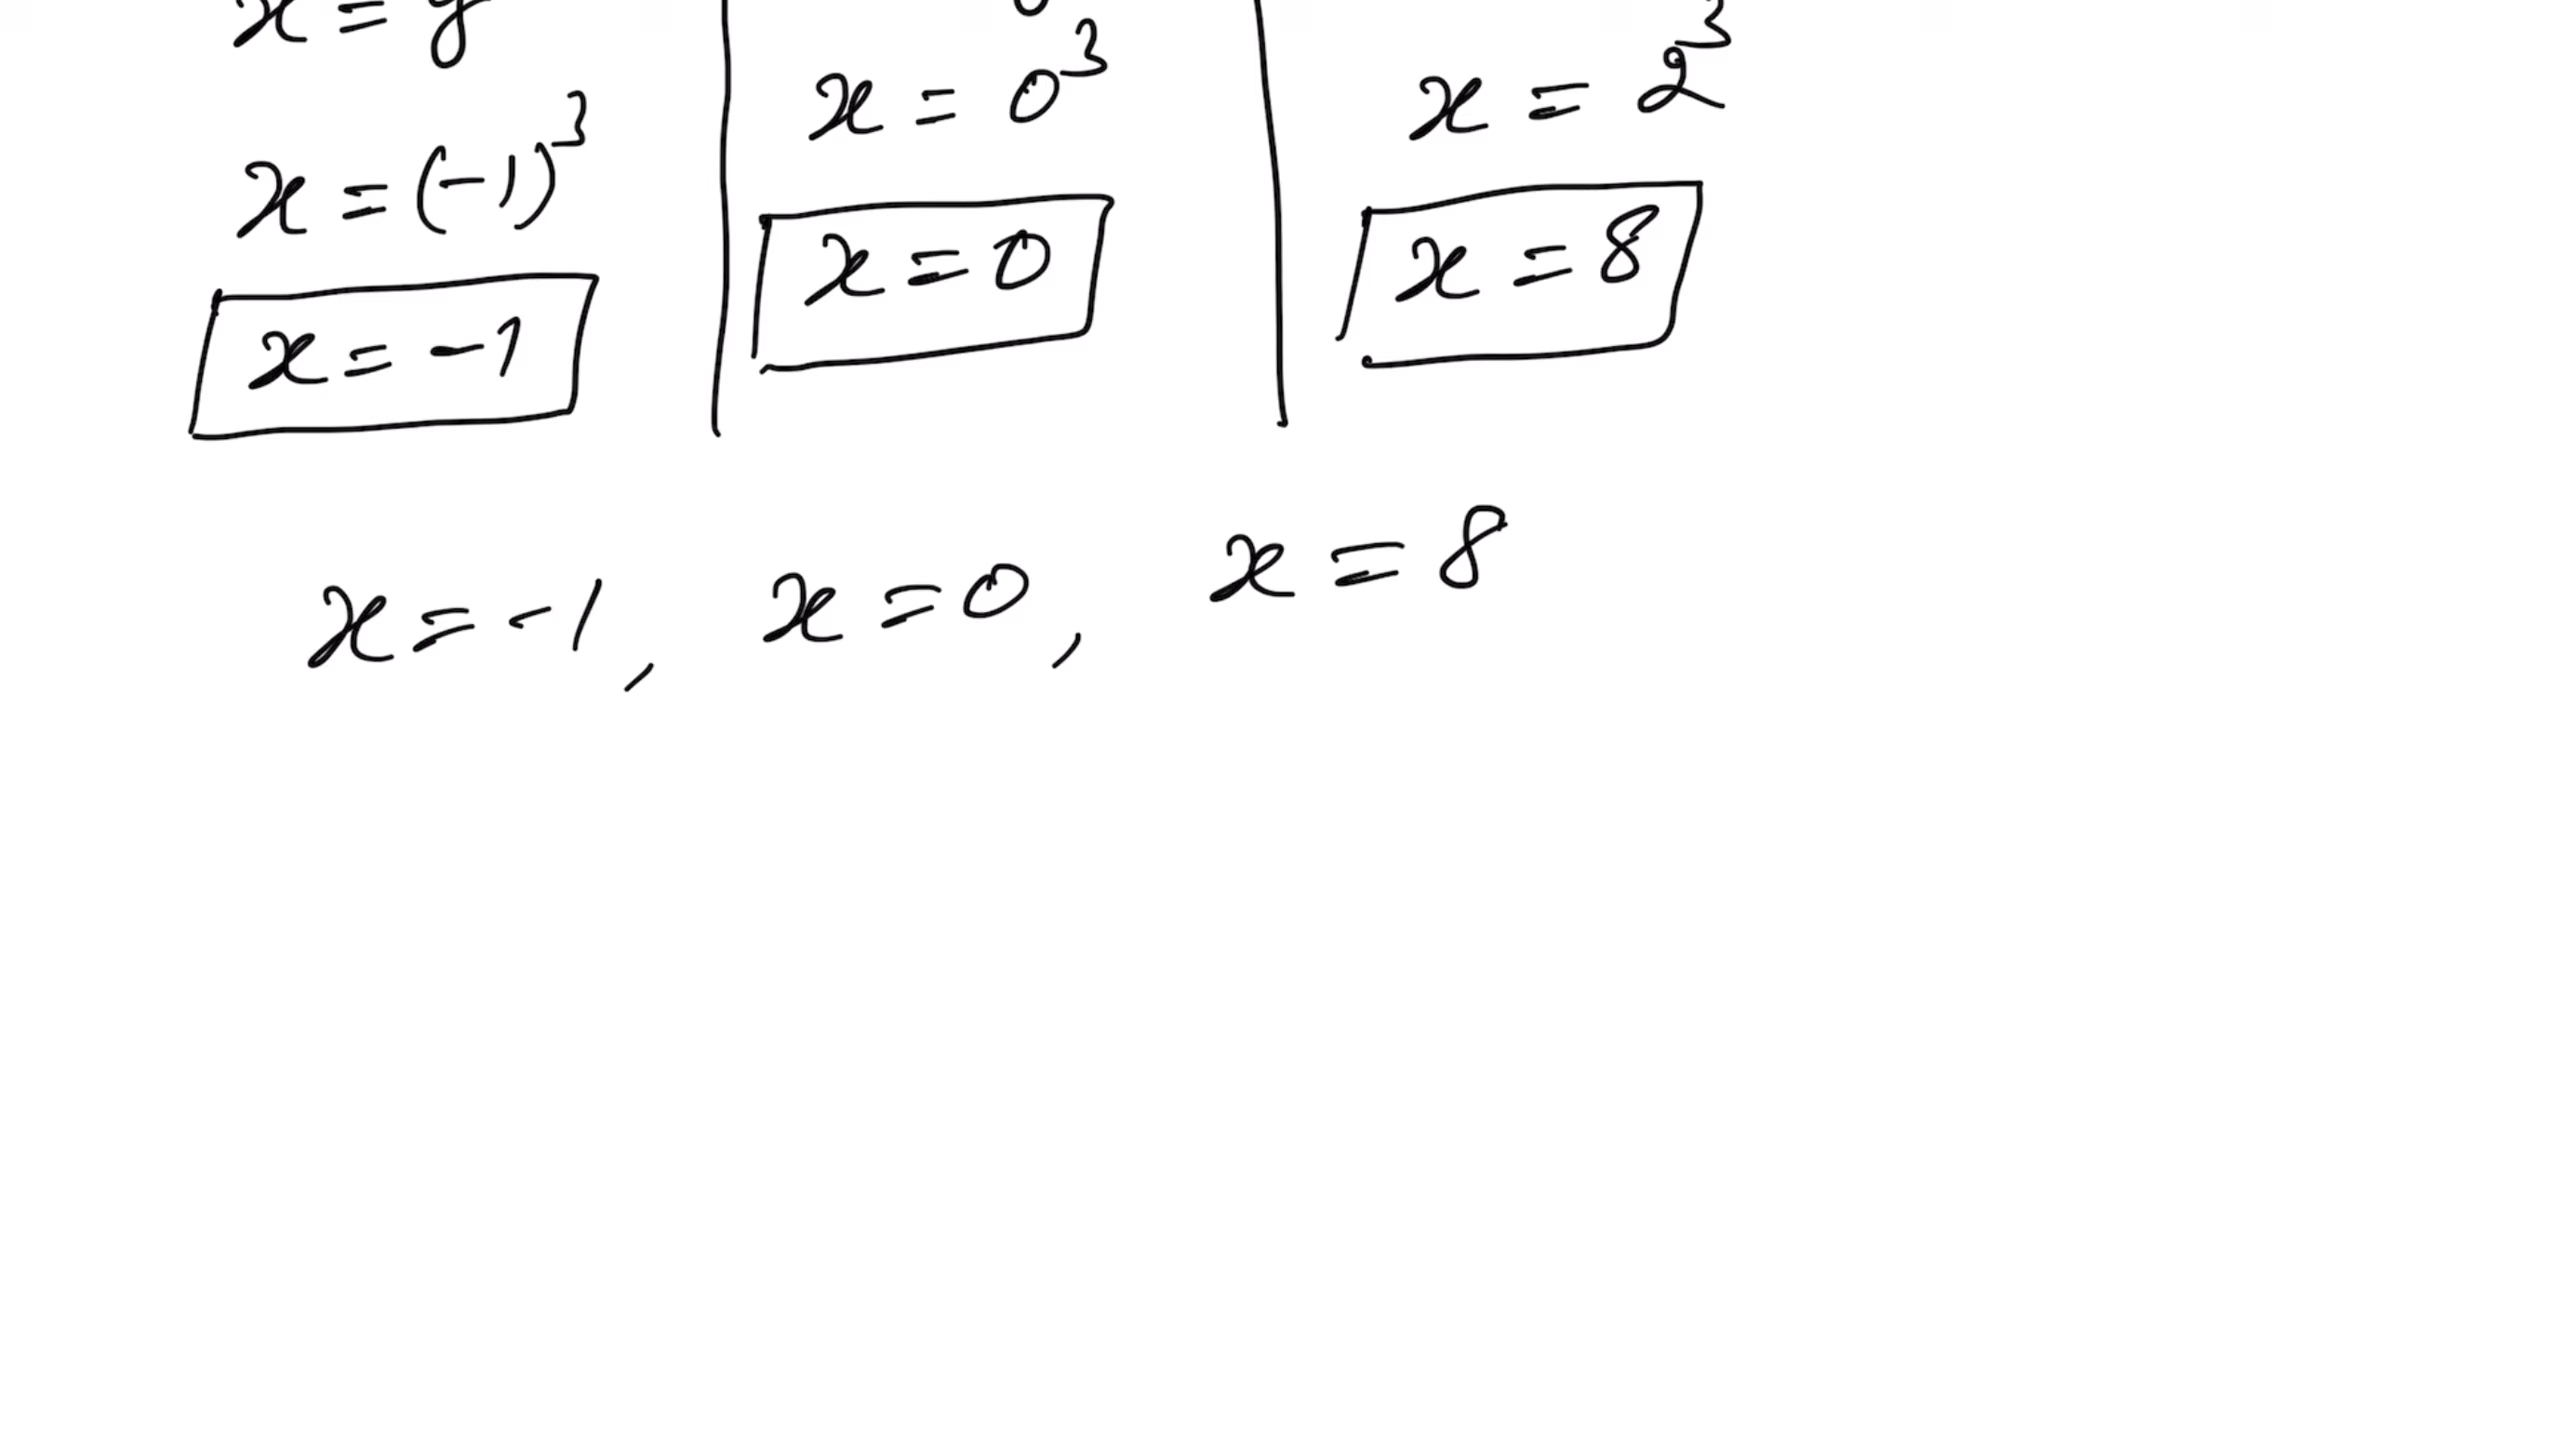 x = y
x = (-1)³
x = -1
x = 0³
x = 0
x = 2³
x = 8
x = -1, x = 0, x = 8